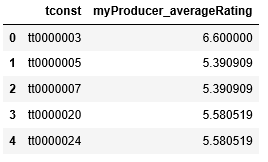 tconst myProducer_averageRating
0 tt0000003 6.600000
1 tt0000005 5.390909
2 tt0000007 5.390909
3 tt0000020 5.580519
4 tt0000024 5.580519